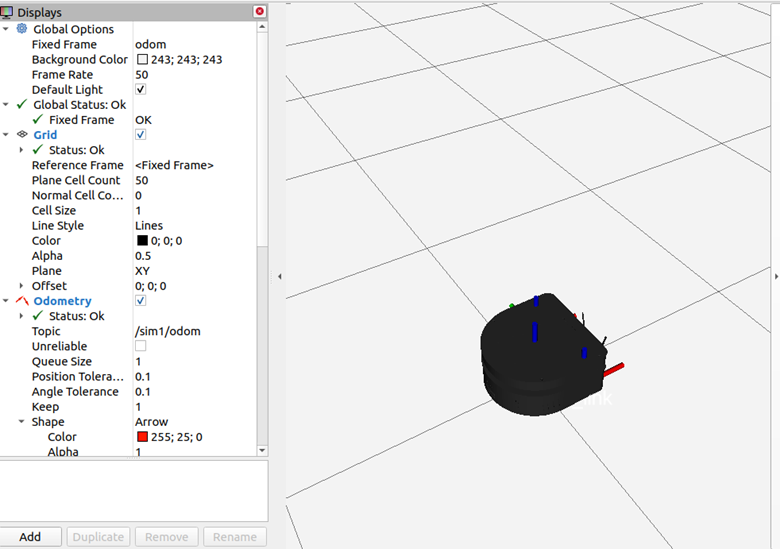 Displays
Global Options
Fixed Frame odom
Background Color 243; 243; 243
Frame Rate 50
Default Light ✓
Global Status: Ok
Fixed Frame OK
Grid ✓
Status: Ok
Reference Frame <Fixed Frame>
Plane Cell Count 50
Normal Cell Co... 0
Cell Size 1
Line Style Lines
Color 0; 0; 0
Alpha 0.5
Plane XY
Offset 0; 0; 0
Odometry ✓
Status: Ok
Topic /sim1/odom
Unreliable
Queue Size 1
Position Tolera... 0.1
Angle Tolerance 0.1
Keep 1
Shape Arrow
Color 255; 25; 0
Alpha 1
Add Duplicate Remove Rename